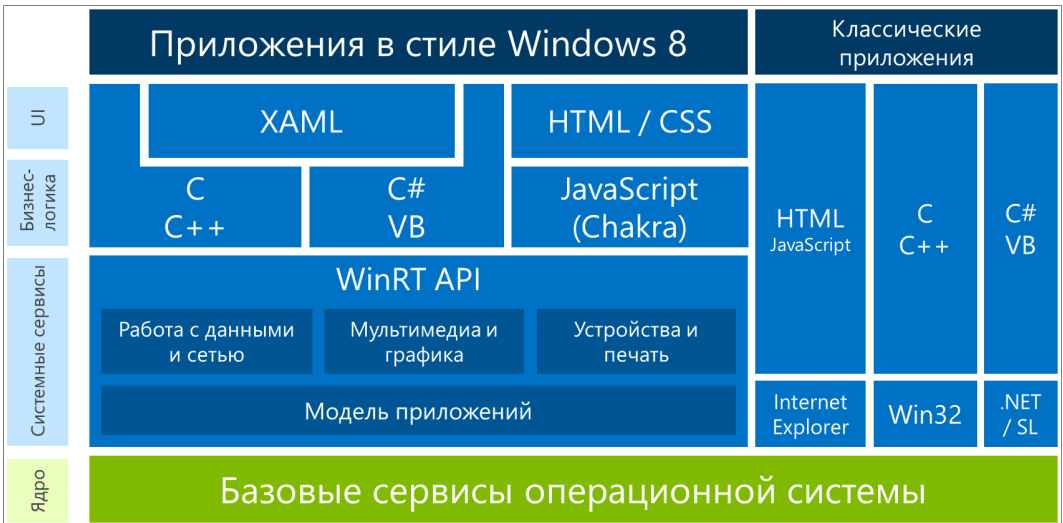 Приложения в стиле Windows 8
Классические
приложения
UI
XAML
HTML / CSS
Бизнес-
логика
C
C++
C#
VB
JavaScript
(Chakra)
HTML
JavaScript
C
C++
C#
VB
Системные сервисы
WinRT API
Работа с данными
и сетью
Мультимедиа и
графика
Устройства и
печать
Модель приложений
Internet
Explorer
Win32
.NET
/ SL
Ядро
Базовые сервисы операционной системы